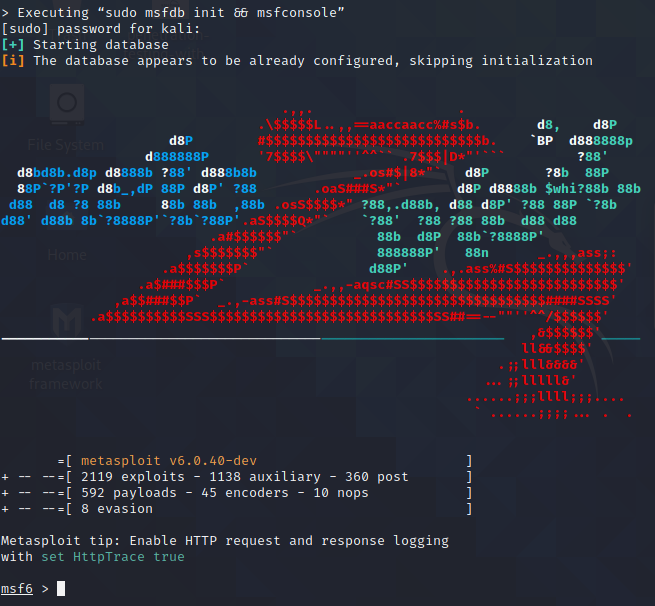 > Executing “sudo msfdb init && msfconsole”
[sudo] password for kali:
[+] Starting database
[i] The database appears to be already configured, skipping initialization
File System
Home
metasploit
framework
=[ metasploit v6.0.40-dev ]
+ -- --=[ 2119 exploits - 1138 auxiliary - 360 post ]
+ -- --=[ 592 payloads - 45 encoders - 10 nops ]
+ -- --=[ 8 evasion ]
Metasploit tip: Enable HTTP request and response logging
with set HttpTrace true
msf6 >